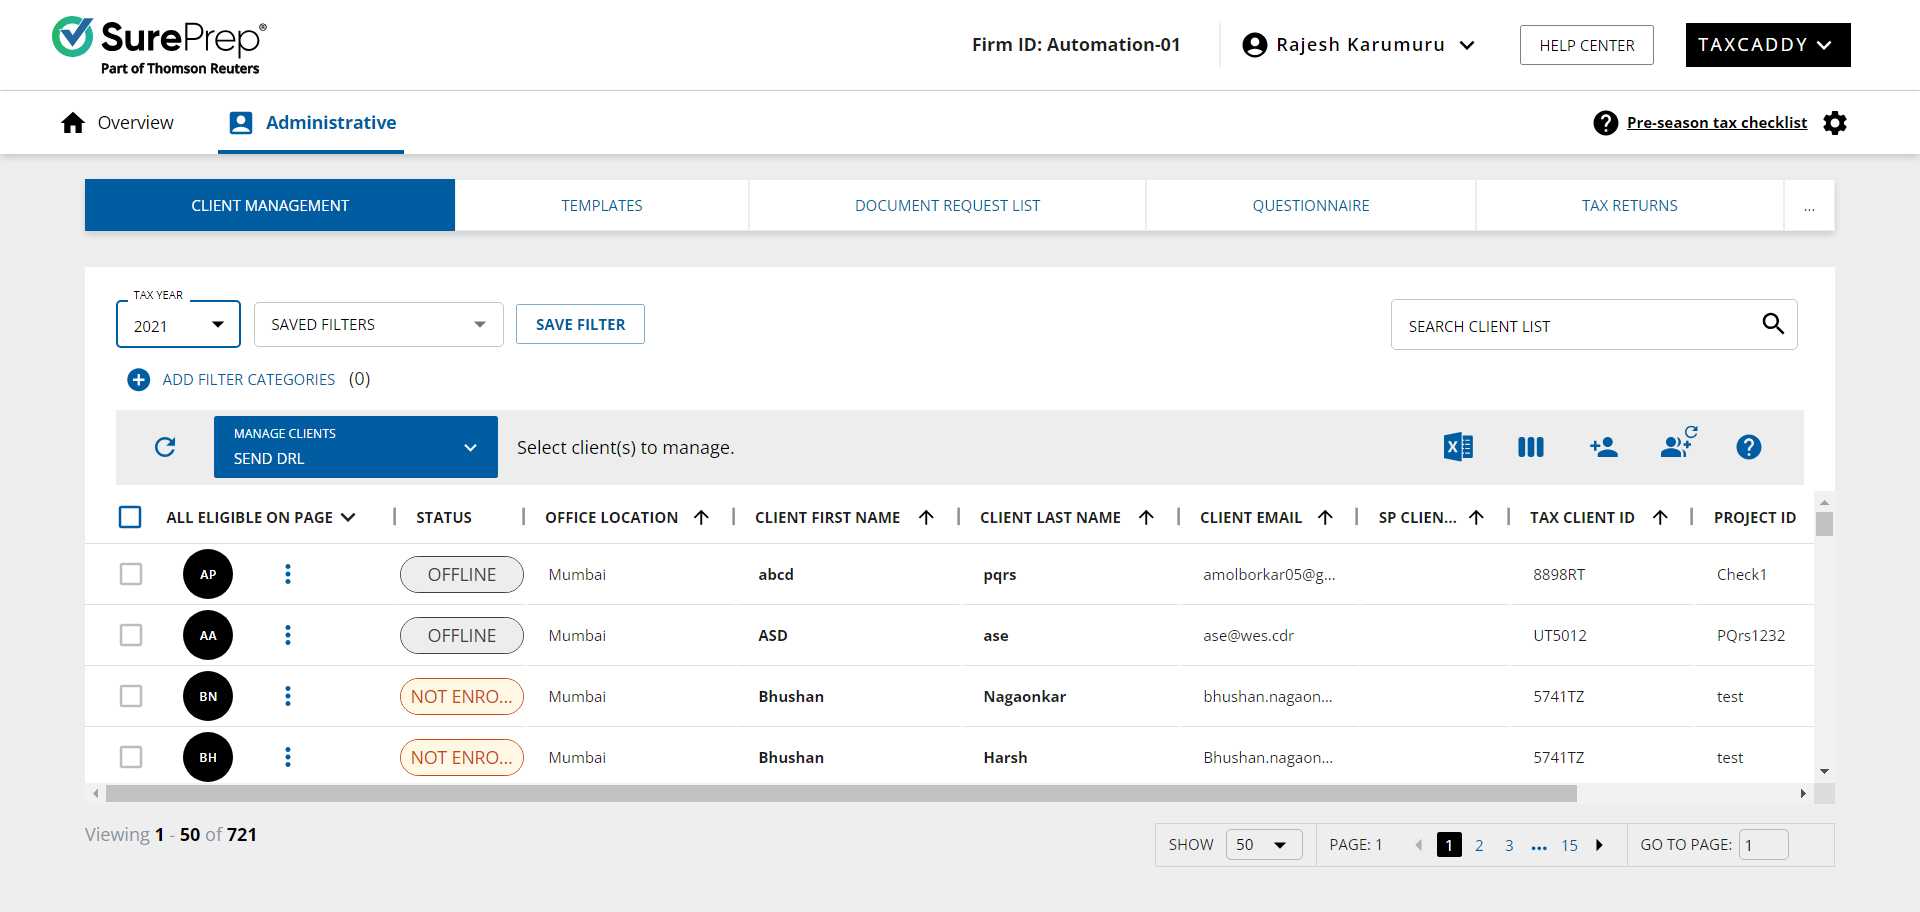 SurePrep®
Part of Thomson Reuters
Firm ID: Automation-01
Rajesh Karumuru
HELP CENTER
TAXCADDY
Overview
Administrative
Pre-season tax checklist
CLIENT MANAGEMENT
TEMPLATES
DOCUMENT REQUEST LIST
QUESTIONNAIRE
TAX RETURNS
...
TAX YEAR
2021
SAVED FILTERS
SAVE FILTER
SEARCH CLIENT LIST
ADD FILTER CATEGORIES (0)
MANAGE CLIENTS
SEND DRL
Select client(s) to manage.
ALL ELIGIBLE ON PAGE STATUS OFFICE LOCATION CLIENT FIRST NAME CLIENT LAST NAME CLIENT EMAIL SP CLIEN... TAX CLIENT ID PROJECT ID
AP OFFLINE Mumbai abcd pqrs amolborkar05@g... 8898RT Check1
AA OFFLINE Mumbai ASD ase ase@wes.cdr UT5012 PQrs1232
BN NOT ENRO... Mumbai Bhushan Nagaonkar bhushan.nagaon... 5741TZ test
BH NOT ENRO... Mumbai Bhushan Harsh Bhushan.nagaon... 5741TZ test
Viewing 1 - 50 of 721
SHOW 50 PAGE: 1 1 2 3 ... 15 GO TO PAGE: 1